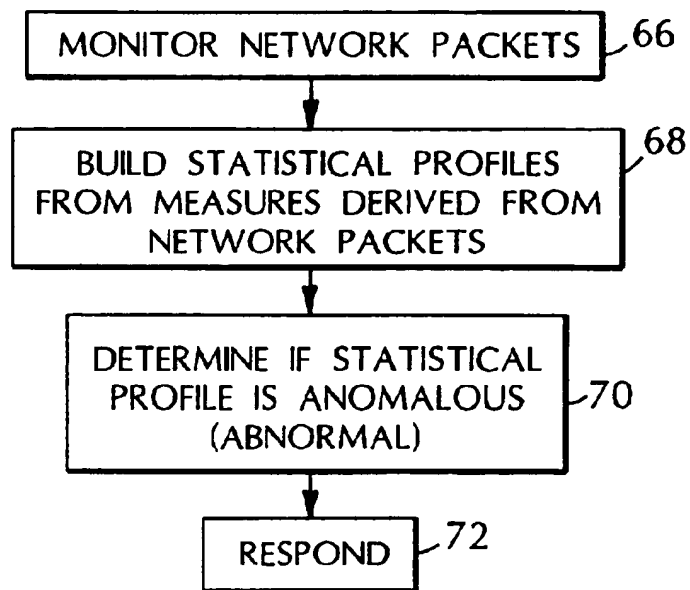 MONITOR NETWORK PACKETS
66
BUILD STATISTICAL PROFILES
FROM MEASURES DERIVED FROM
NETWORK PACKETS
68
DETERMINE IF STATISTICAL
PROFILE IS ANOMALOUS
(ABNORMAL)
70
RESPOND
72